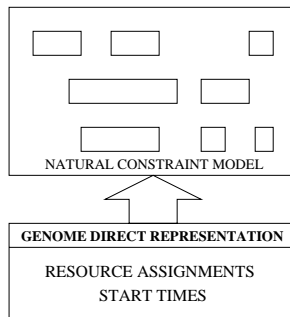 NATURAL CONSTRAINT MODEL
GENOME DIRECT REPRESENTATION
RESOURCE ASSIGNMENTS
START TIMES